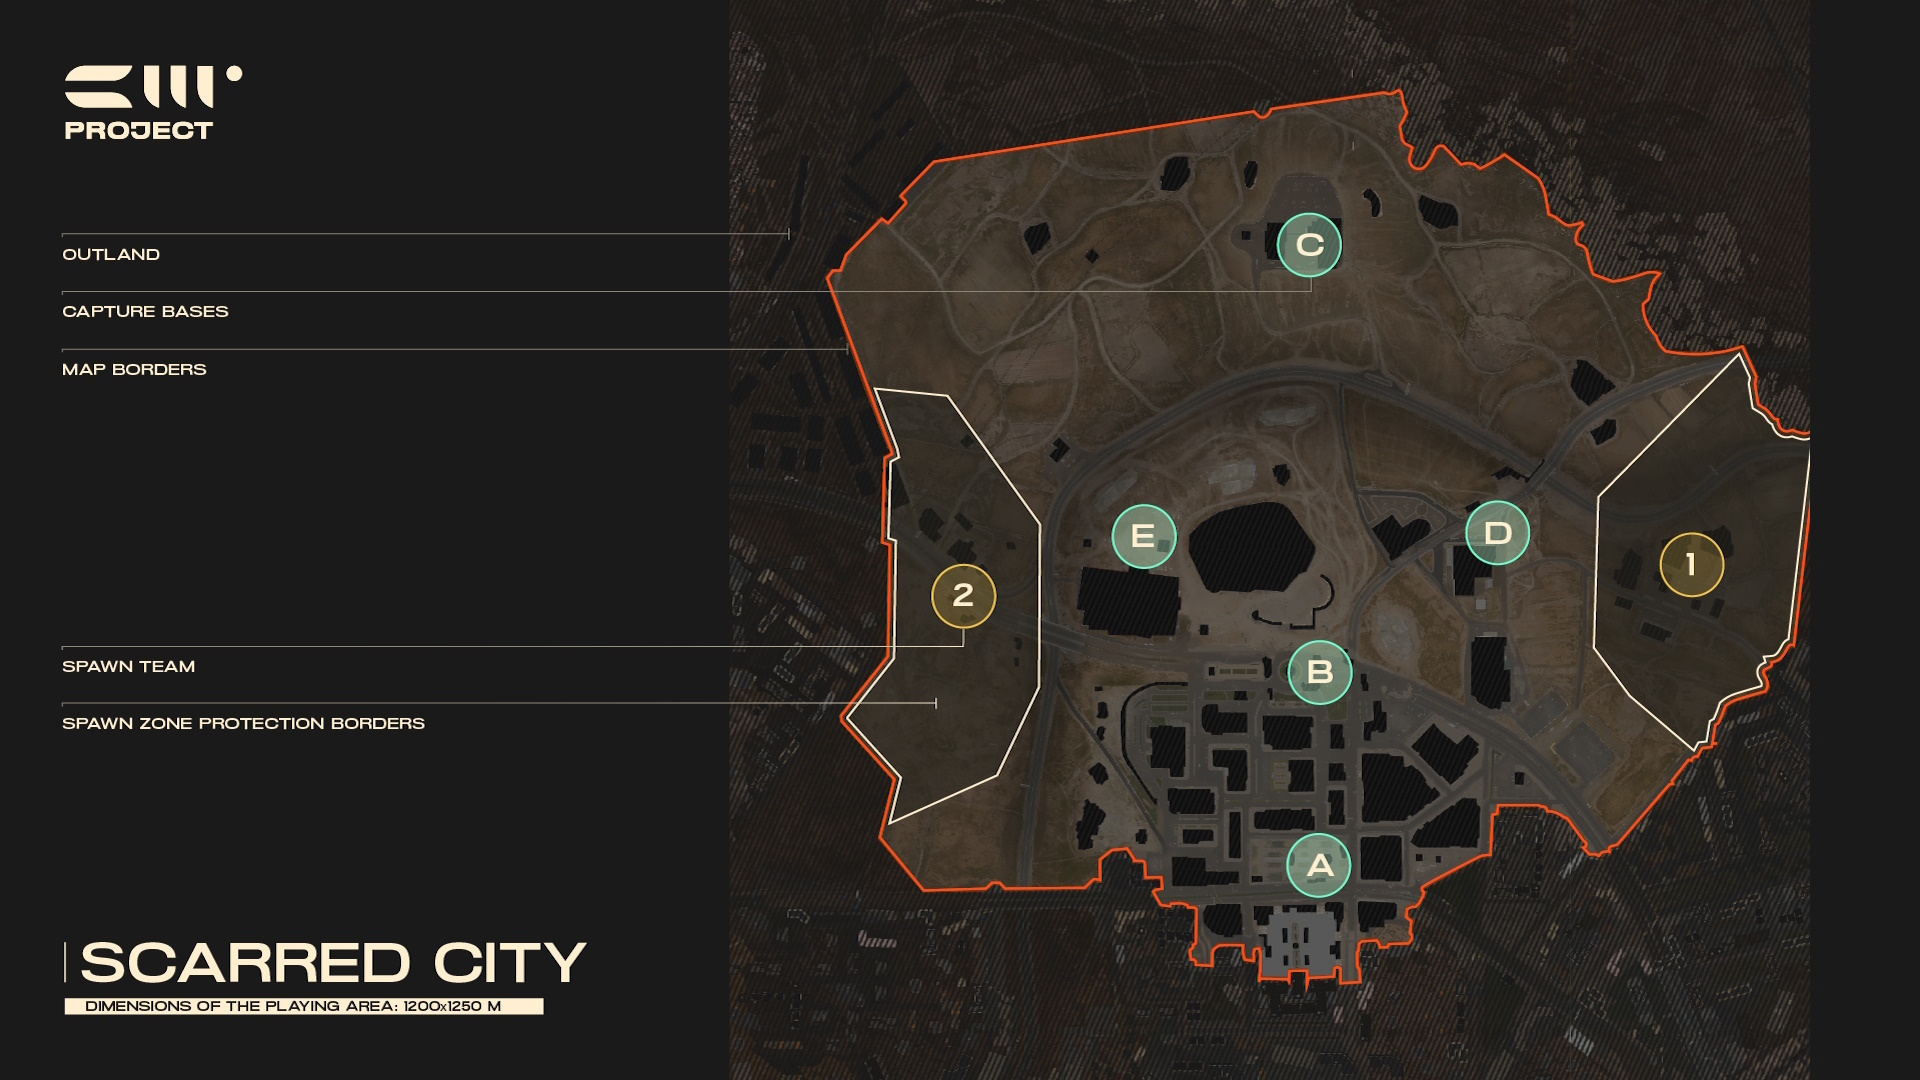 PROJECT
OUTLAND
CAPTURE BASES
MAP BORDERS
SPAWN TEAM
SPAWN ZONE PROTECTION BORDERS
SCARRED CITY
DIMENSIONS OF THE PLAYING AREA: 1200x1250 M
C
E
D
1
2
B
A